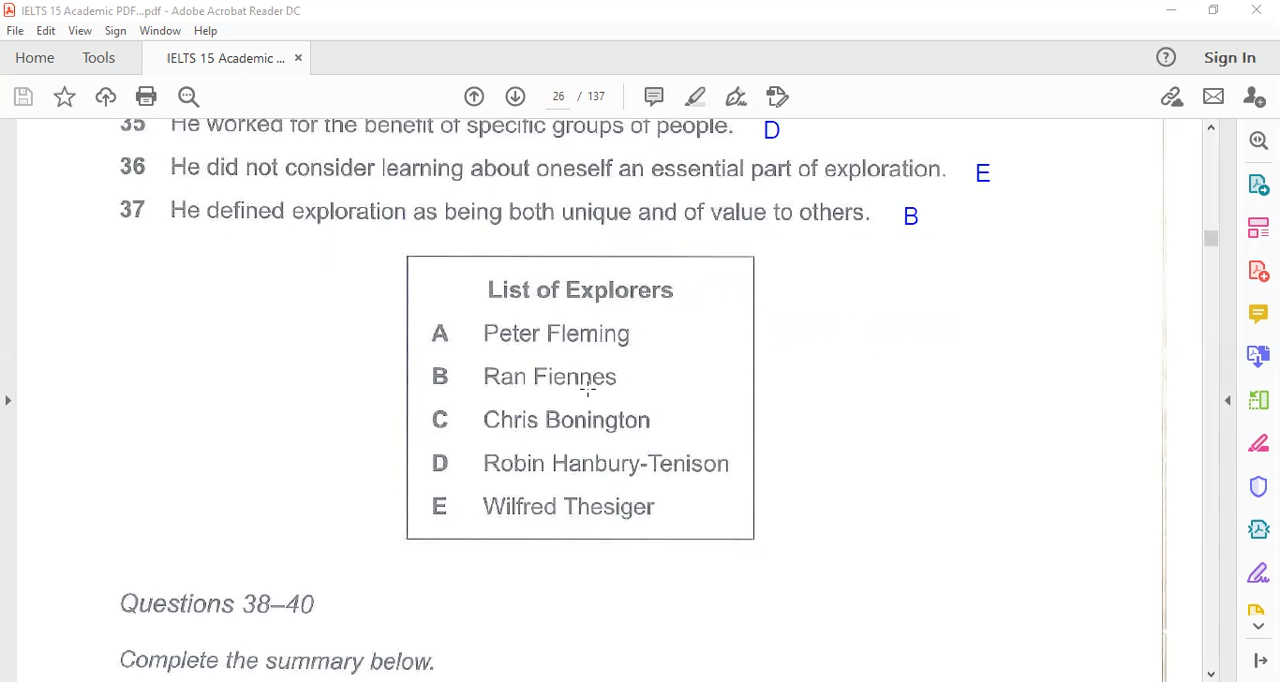 IELTS 15 Academic PDF...pdf - Adobe Acrobat Reader DC
File Edit View Sign Window Help
Home Tools IELTS 15 Academic ... × Sign In
26 / 137
35 He worked for the benefit of specific groups of people. D
36 He did not consider learning about oneself an essential part of exploration. E
37 He defined exploration as being both unique and of value to others. B
List of Explorers
A Peter Fleming
B Ran Fiennes
C Chris Bonington
D Robin Hanbury-Tenison
E Wilfred Thesiger
Questions 38–40
Complete the summary below.